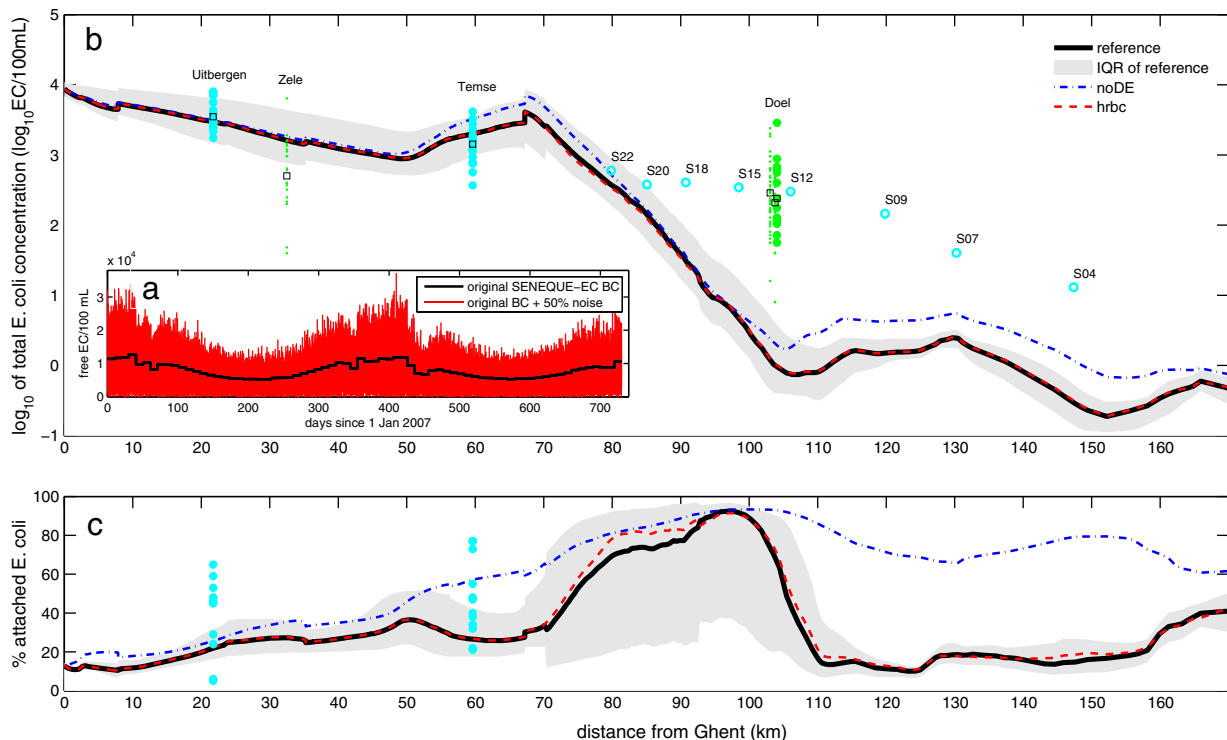 b
log10 of total E. coli concentration (log10EC/100mL)
5
4
3
2
1
0
−1
Uitbergen
Zele
Temse
Doel
S22
S20
S18
S15
S12
S09
S07
S04
reference
IQR of reference
noDE
hrbc
0 10 20 30 40 50 60 70 80 90 100 110 120 130 140 150 160
a
x 10^4
free EC/100 mL
3
2
1
0
original SENEQUE−EC BC
original BC + 50% noise
0 100 200 300 400 500 600 700
days since 1 Jan 2007
c
% attached E. coli
100
80
60
40
20
0
0 10 20 30 40 50 60 70 80 90 100 110 120 130 140 150 160
distance from Ghent (km)